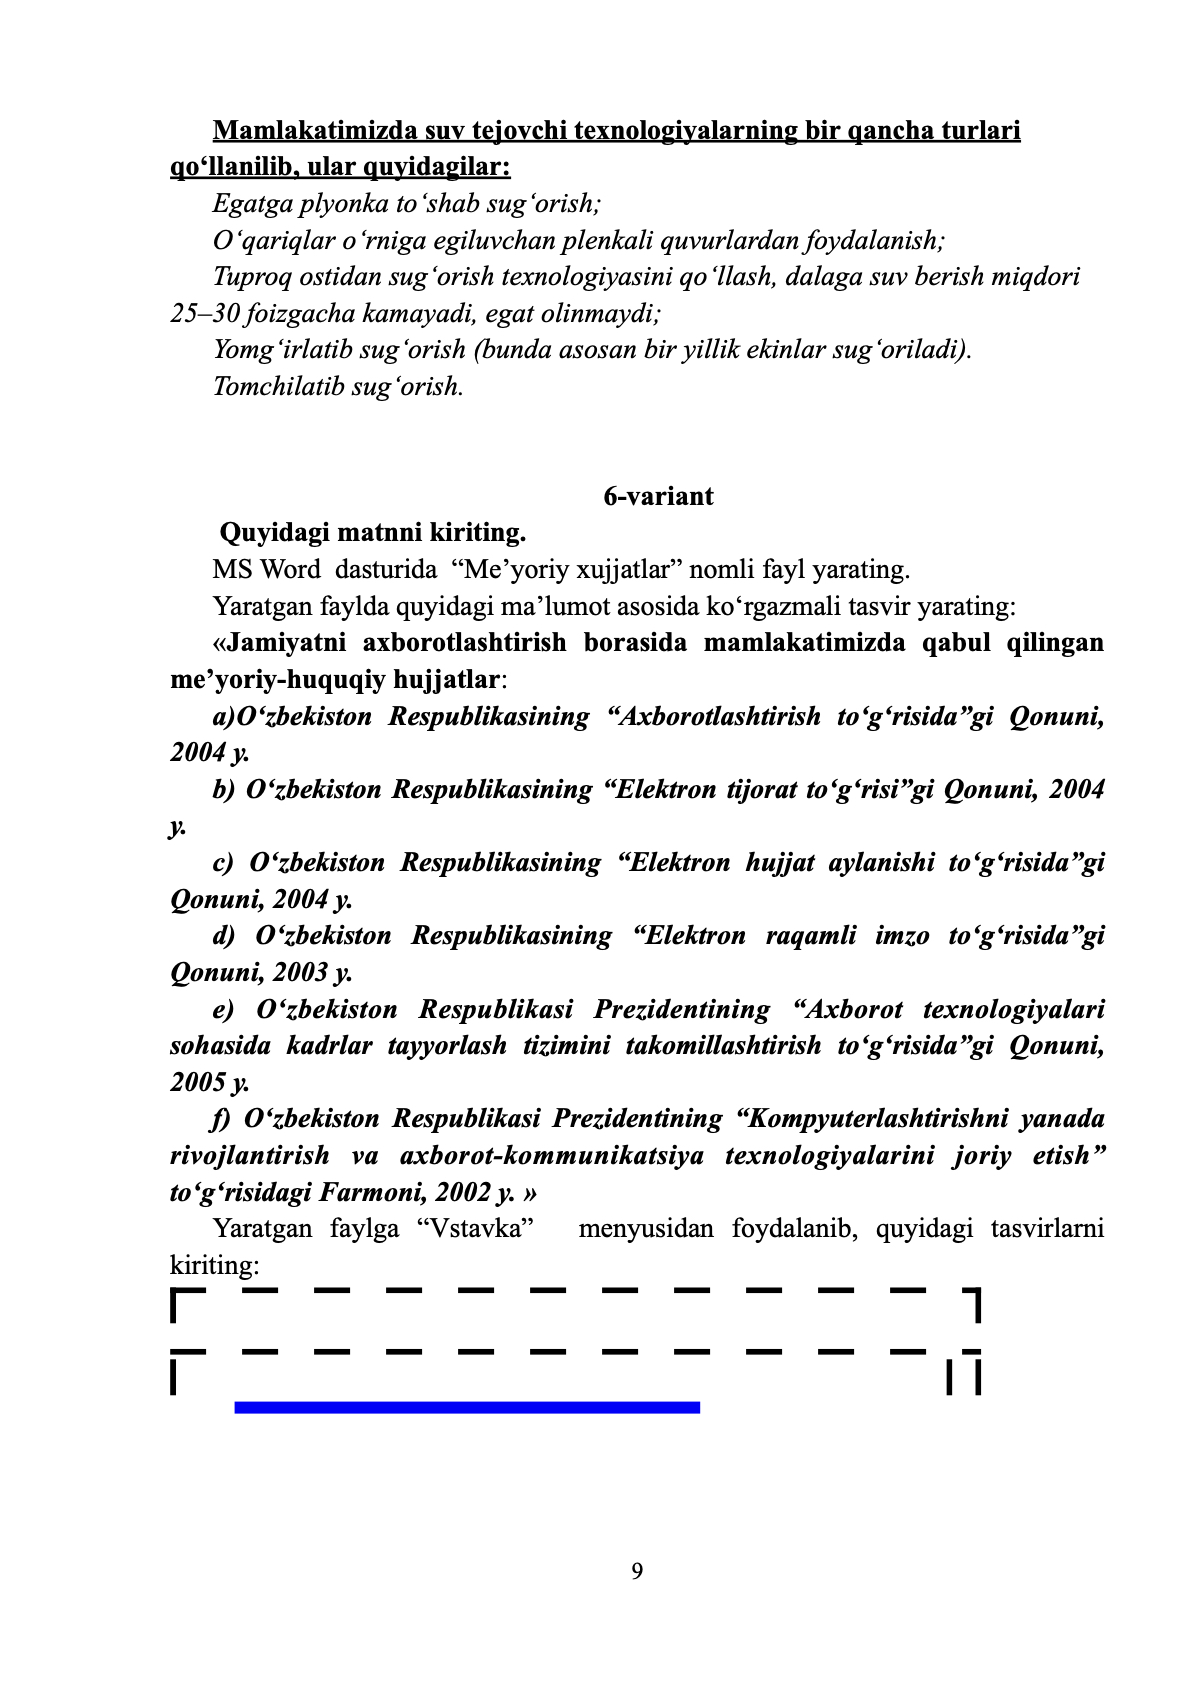 Mamlakatimizda suv tejovchi texnologiyalarning bir qancha turlari
qo‘llanilib, ular quyidagilar:
Egatga plyonka to‘shab sug‘orish;
O‘qariqlar o‘rniga egiluvchan plenkali quvurlardan foydalanish;
Tuproq ostidan sug‘orish texnologiyasini qo‘llash, dalaga suv berish miqdori
25–30 foizgacha kamayadi, egat olinmaydi;
Yomg‘irlatib sug‘orish (bunda asosan bir yillik ekinlar sug‘oriladi).
Tomchilatib sug‘orish.
6-variant
Quyidagi matnni kiriting.
MS Word dasturida “Me’yoriy xujjatlar” nomli fayl yarating.
Yaratgan faylda quyidagi ma’lumot asosida ko‘rgazmali tasvir yarating:
«Jamiyatni axborotlashtirish borasida mamlakatimizda qabul qilingan
me’yoriy-huquqiy hujjatlar:
a)O‘zbekiston Respublikasining “Axborotlashtirish to‘g‘risida”gi Qonuni,
2004 y.
b) O‘zbekiston Respublikasining “Elektron tijorat to‘g‘risi”gi Qonuni, 2004
y.
c) O‘zbekiston Respublikasining “Elektron hujjat aylanishi to‘g‘risida”gi
Qonuni, 2004 y.
d) O‘zbekiston Respublikasining “Elektron raqamli imzo to‘g‘risida”gi
Qonuni, 2003 y.
e) O‘zbekiston Respublikasi Prezidentining “Axborot texnologiyalari
sohasida kadrlar tayyorlash tizimini takomillashtirish to‘g‘risida”gi Qonuni,
2005 y.
f) O‘zbekiston Respublikasi Prezidentining “Kompyuterlashtirishni yanada
rivojlantirish va axborot-kommunikatsiya texnologiyalarini joriy etish”
to‘g‘risidagi Farmoni, 2002 y. »
Yaratgan faylga “Vstavka” menyusidan foydalanib, quyidagi tasvirlarni
kiriting:
9